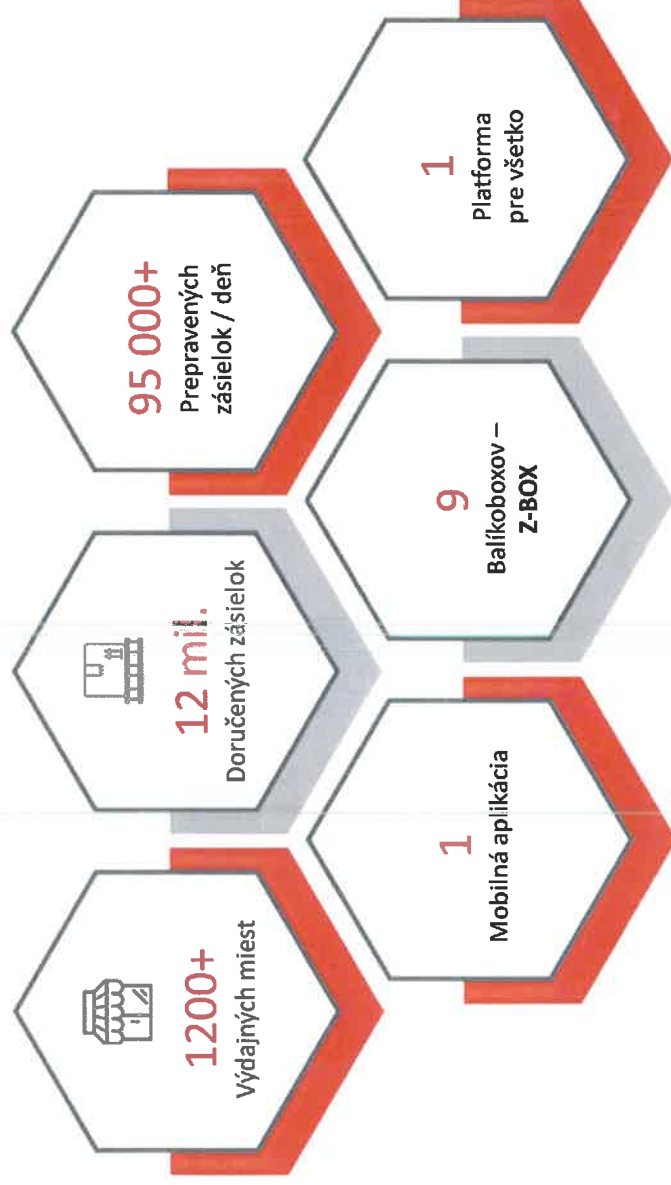 1200+
Výdajných miest
12 mil.
Doručených zásielok
95 000+
Prepravených
zásielok / deň
1
Mobilná aplikácia
9
Balíkoboxov –
Z-BOX
1
Platforma
pre všetko